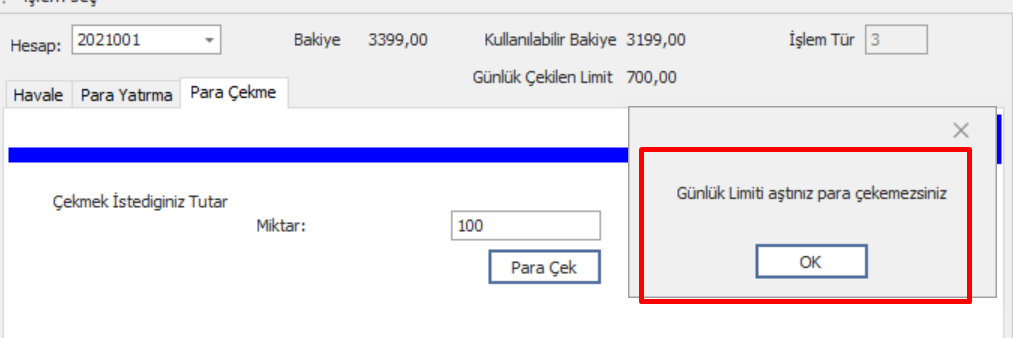 İşlem Seç
Hesap: 2021001 Bakiye 3399,00 Kullanılabilir Bakiye 3199,00 İşlem Tür 3
Günlük Çekilen Limit 700,00
Havale Para Yatırma Para Çekme
Günlük Limiti aştınız para çekemezsiniz
Çekmek İstediginiz Tutar
Miktar: 100
Para Çek
OK